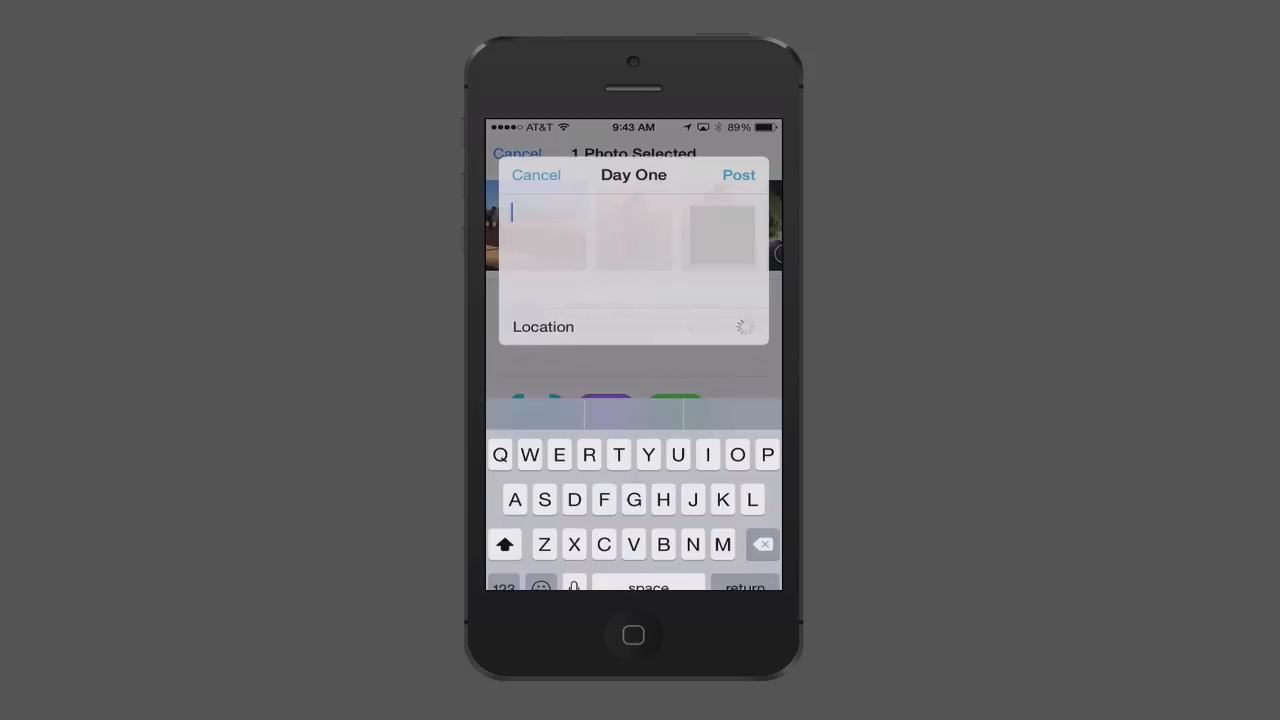 AT&T 9:43 AM 89%
Cancel 1 Photo Selected
Cancel Day One Post
Location
Q W E R T Y U I O P
A S D F G H J K L
Z X C V B N M
123 space return